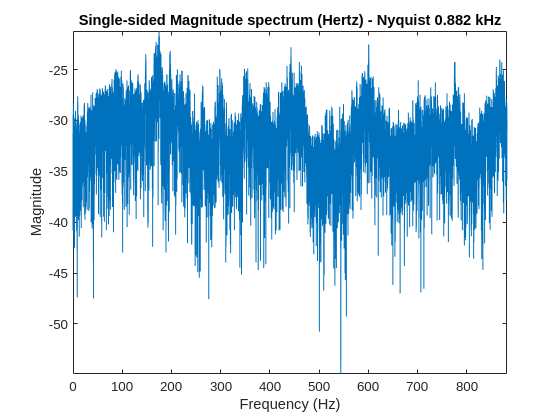 Single-sided Magnitude spectrum (Hertz) - Nyquist 0.882 kHz
-25
-30
-35
-40
-45
-50
Magnitude
0 100 200 300 400 500 600 700 800
Frequency (Hz)